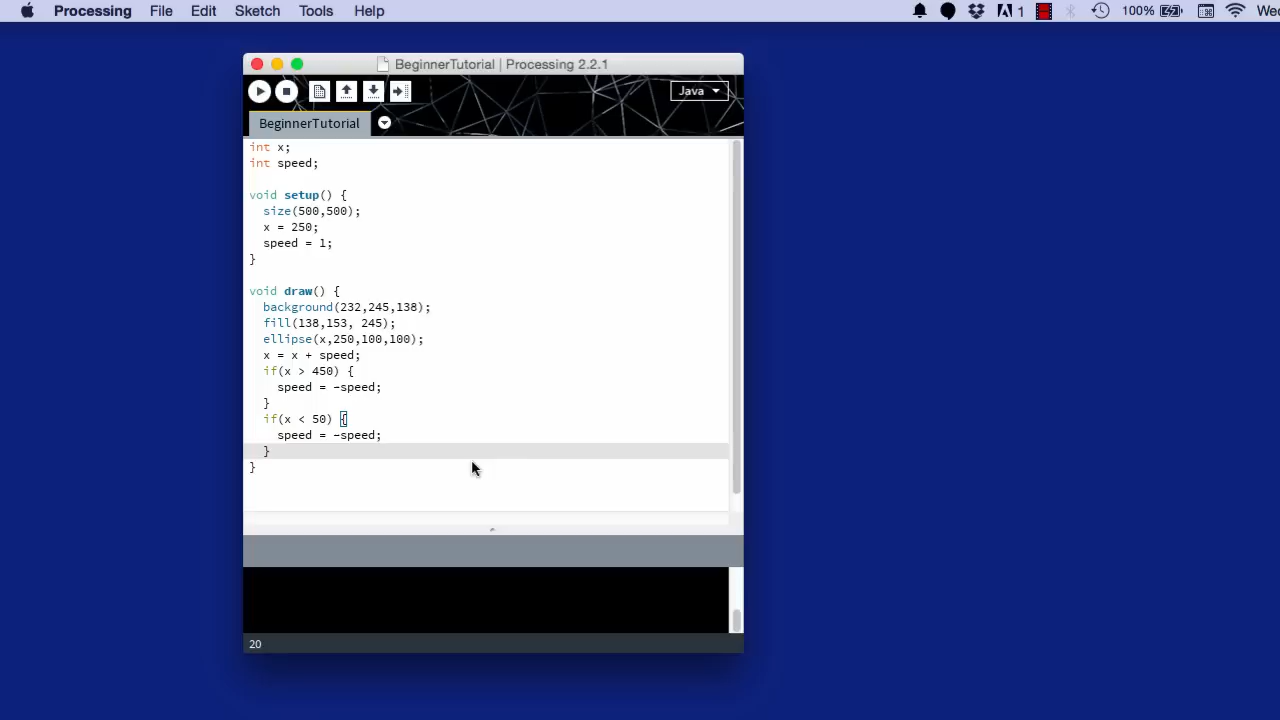 Processing File Edit Sketch Tools Help 1 100% Wed
BeginnerTutorial | Processing 2.2.1
Java
BeginnerTutorial
int x;
int speed;
void setup() {
size(500,500);
x = 250;
speed = 1;
}
void draw() {
background(232,245,138);
fill(138,153, 245);
ellipse(x,250,100,100);
x = x + speed;
if(x > 450) {
speed = -speed;
}
if(x < 50) {
speed = -speed;
}
}
20